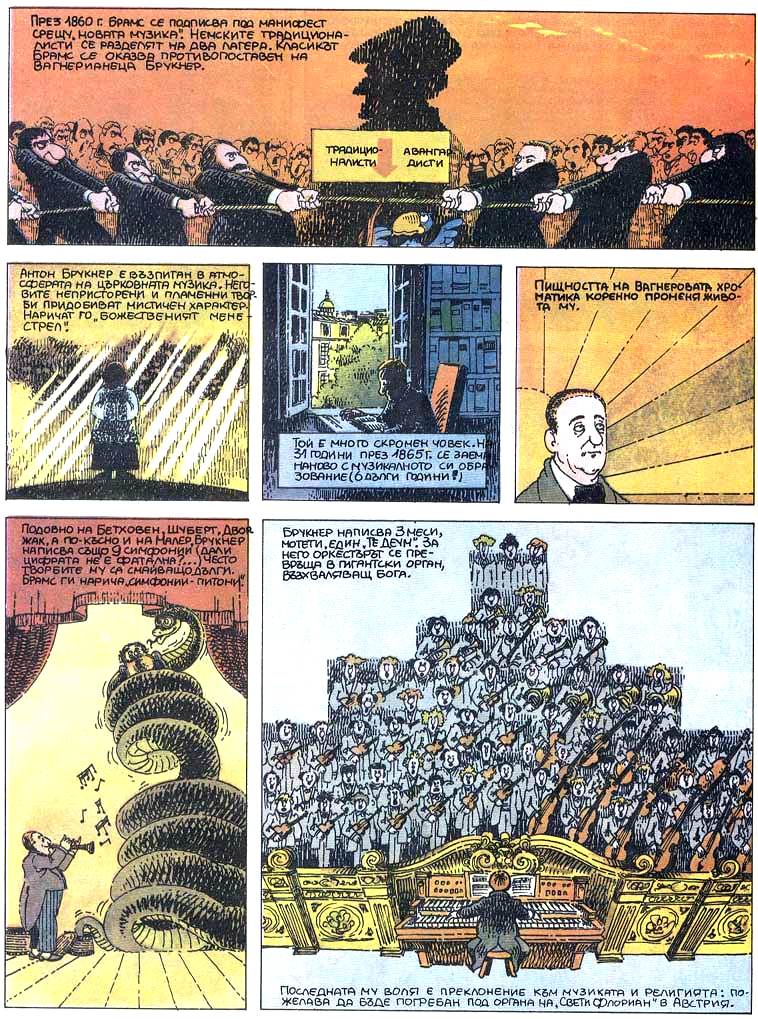 ПРЕЗ 1860 Г. БРАМС СЕ ПОДПИСВА ПОД МАНИФЕСТ
СРЕЩУ „НОВАТА МУЗИКА". НЕМСКИТЕ ТРАДИЦИОНА-
ЛИСТИ СЕ РАЗДЕЛЯТ НА ДВА ЛАГЕРА. КЛАСИКЪТ
БРАМС СЕ ОКАЗВА ПРОТИВОПОСТАВЕН НА
ВАГНЕРИАНЕЦА БРУКНЕР.
ТРАДИЦИО-
НАЛИСТИ
АВАНГАР
ДИСТИ
АНТОН БРУКНЕР Е ВЪЗПИТАН В АТМО-
СФЕРАТА НА ЦЪРКОВНАТА МУЗИКА. НЕГО-
ВИТЕ НЕПРИСТОРЕНИ И ПЛАМЕННИ ТВОР-
БИ ПРИДОБИВАТ МИСТИЧЕН ХАРАКТЕР.
НАРИЧАТ ГО „БОЖЕСТВЕНИЯТ МЕНЕ-
СТРЕЛ".
ТОЙ Е МНОГО СКРОМЕН ЧОВЕК. НА
31 ГОДИНИ ПРЕЗ 1865 Г. СЕ ЗАЕМ
НАНОВО С МУЗИКАЛНОТО СИ ОБРА
ЗОВАНИЕ (6 ДЪЛГИ ГОДИНИ!)
ПИЩНОСТТА НА ВАГНЕРОВАТА ХРО-
МАТИКА КОРЕННО ПРОМЕНЯ ЖИВО-
ТА МУ.
ПОДОБНО НА БЕТХОВЕН, ШУБЕРТ, ДВОР
ЖАК, А ПО-КЪСНО И НА МАЛЕР, БРУКНЕР
НАПИСВА СЪЩО 9 СИМФОНИИ (ДАЛИ
ЦИФРАТА НЕ Е ФАТАЛНА?...) ЧЕСТО
ТВОРБИТЕ МУ СА СМАЙВАЩО ДЪЛГИ.
БРАМС ГИ НАРИЧА „СИМФОНИИ-ПИТОНИ".
БРУКНЕР НАПИСВА 3 МЕСИ,
МОТЕТИ, ЕДИН „ТЕ ДЕУМ". ЗА
НЕГО ОРКЕСТЪРЪТ СЕ ПРЕ-
ВРЪЩА В ГИГАНТСКИ ОРГАН,
ВЪЗХВАЛЯВАЩ БОГА.
ПОСЛЕДНАТА МУ ВОЛЯ Е ПРЕКЛОНЕНИЕ КЪМ МУЗИКАТА И РЕЛИГИЯТА: ПО-
ЖЕЛАВА ДА БЪДЕ ПОГРЕБАН ПОД ОРГАНА НА „СВЕТИ ФЛОРИАН" В АВСТРИЯ.